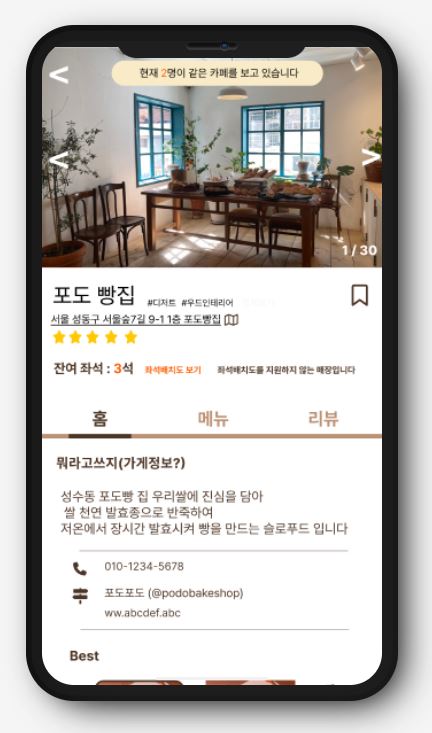 현재 2명이 같은 카페를 보고 있습니다
<
< >
1 / 30
포도 빵집 #디저트 #우드인테리어
서울 성동구 서울숲7길 9-1 1층 포도빵집
잔여 좌석 : 3석 좌석배치도 보기 좌석배치도를 지원하지 않는 매장입니다
홈 메뉴 리뷰
뭐라고쓰지(가게정보?)
성수동 포도빵 집 우리쌀에 진심을 담아
쌀 천연 발효종으로 반죽하여
저온에서 장시간 발효시켜 빵을 만드는 슬로푸드 입니다
010-1234-5678
포도포도 (@podobakeshop)
ww.abcdef.abc
Best